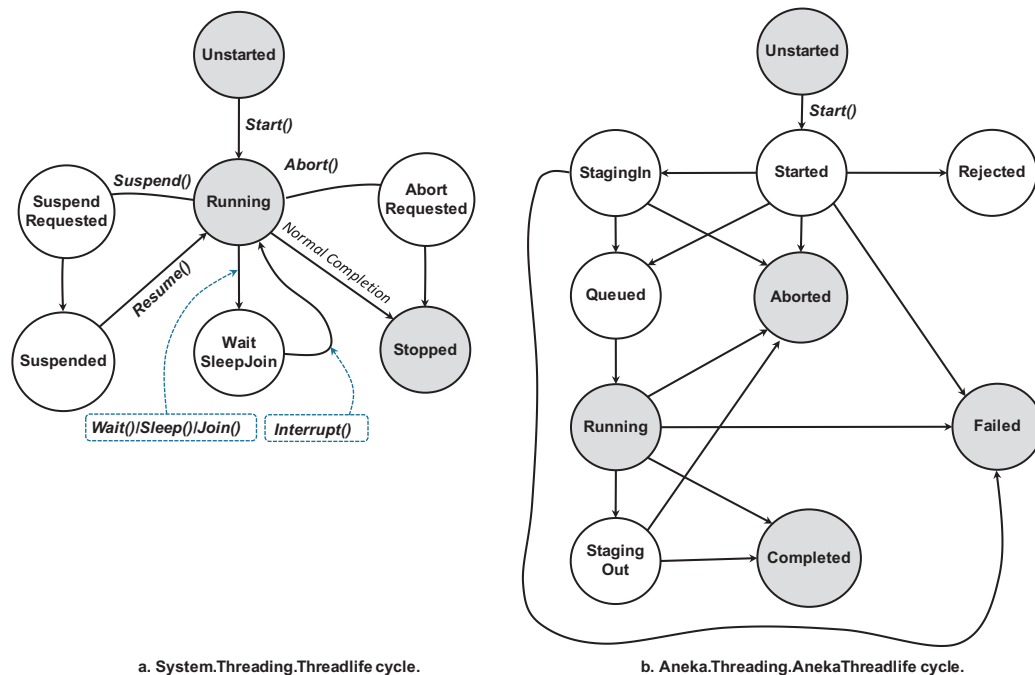 Unstarted
Start()
Suspend()
Abort()
Suspend
Requested
Running
Abort
Requested
Normal Completion
Resume()
Suspended
Wait
SleepJoin
Stopped
Wait()/Sleep()/Join()
Interrupt()
a. System.Threading.Threadlife cycle.
Unstarted
Start()
StagingIn
Started
Rejected
Queued
Aborted
Running
Failed
Staging
Out
Completed
b. Aneka.Threading.AnekaThreadlife cycle.